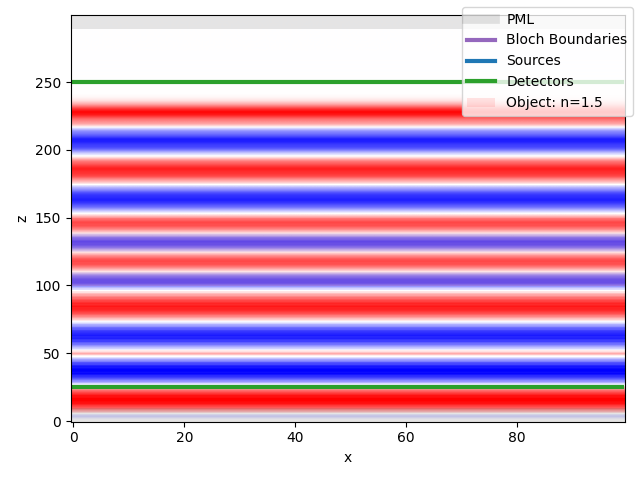 PML
Bloch Boundaries
Sources
Detectors
Object: n=1.5
250
200
150
100
50
0
z
0 20 40 60 80
x